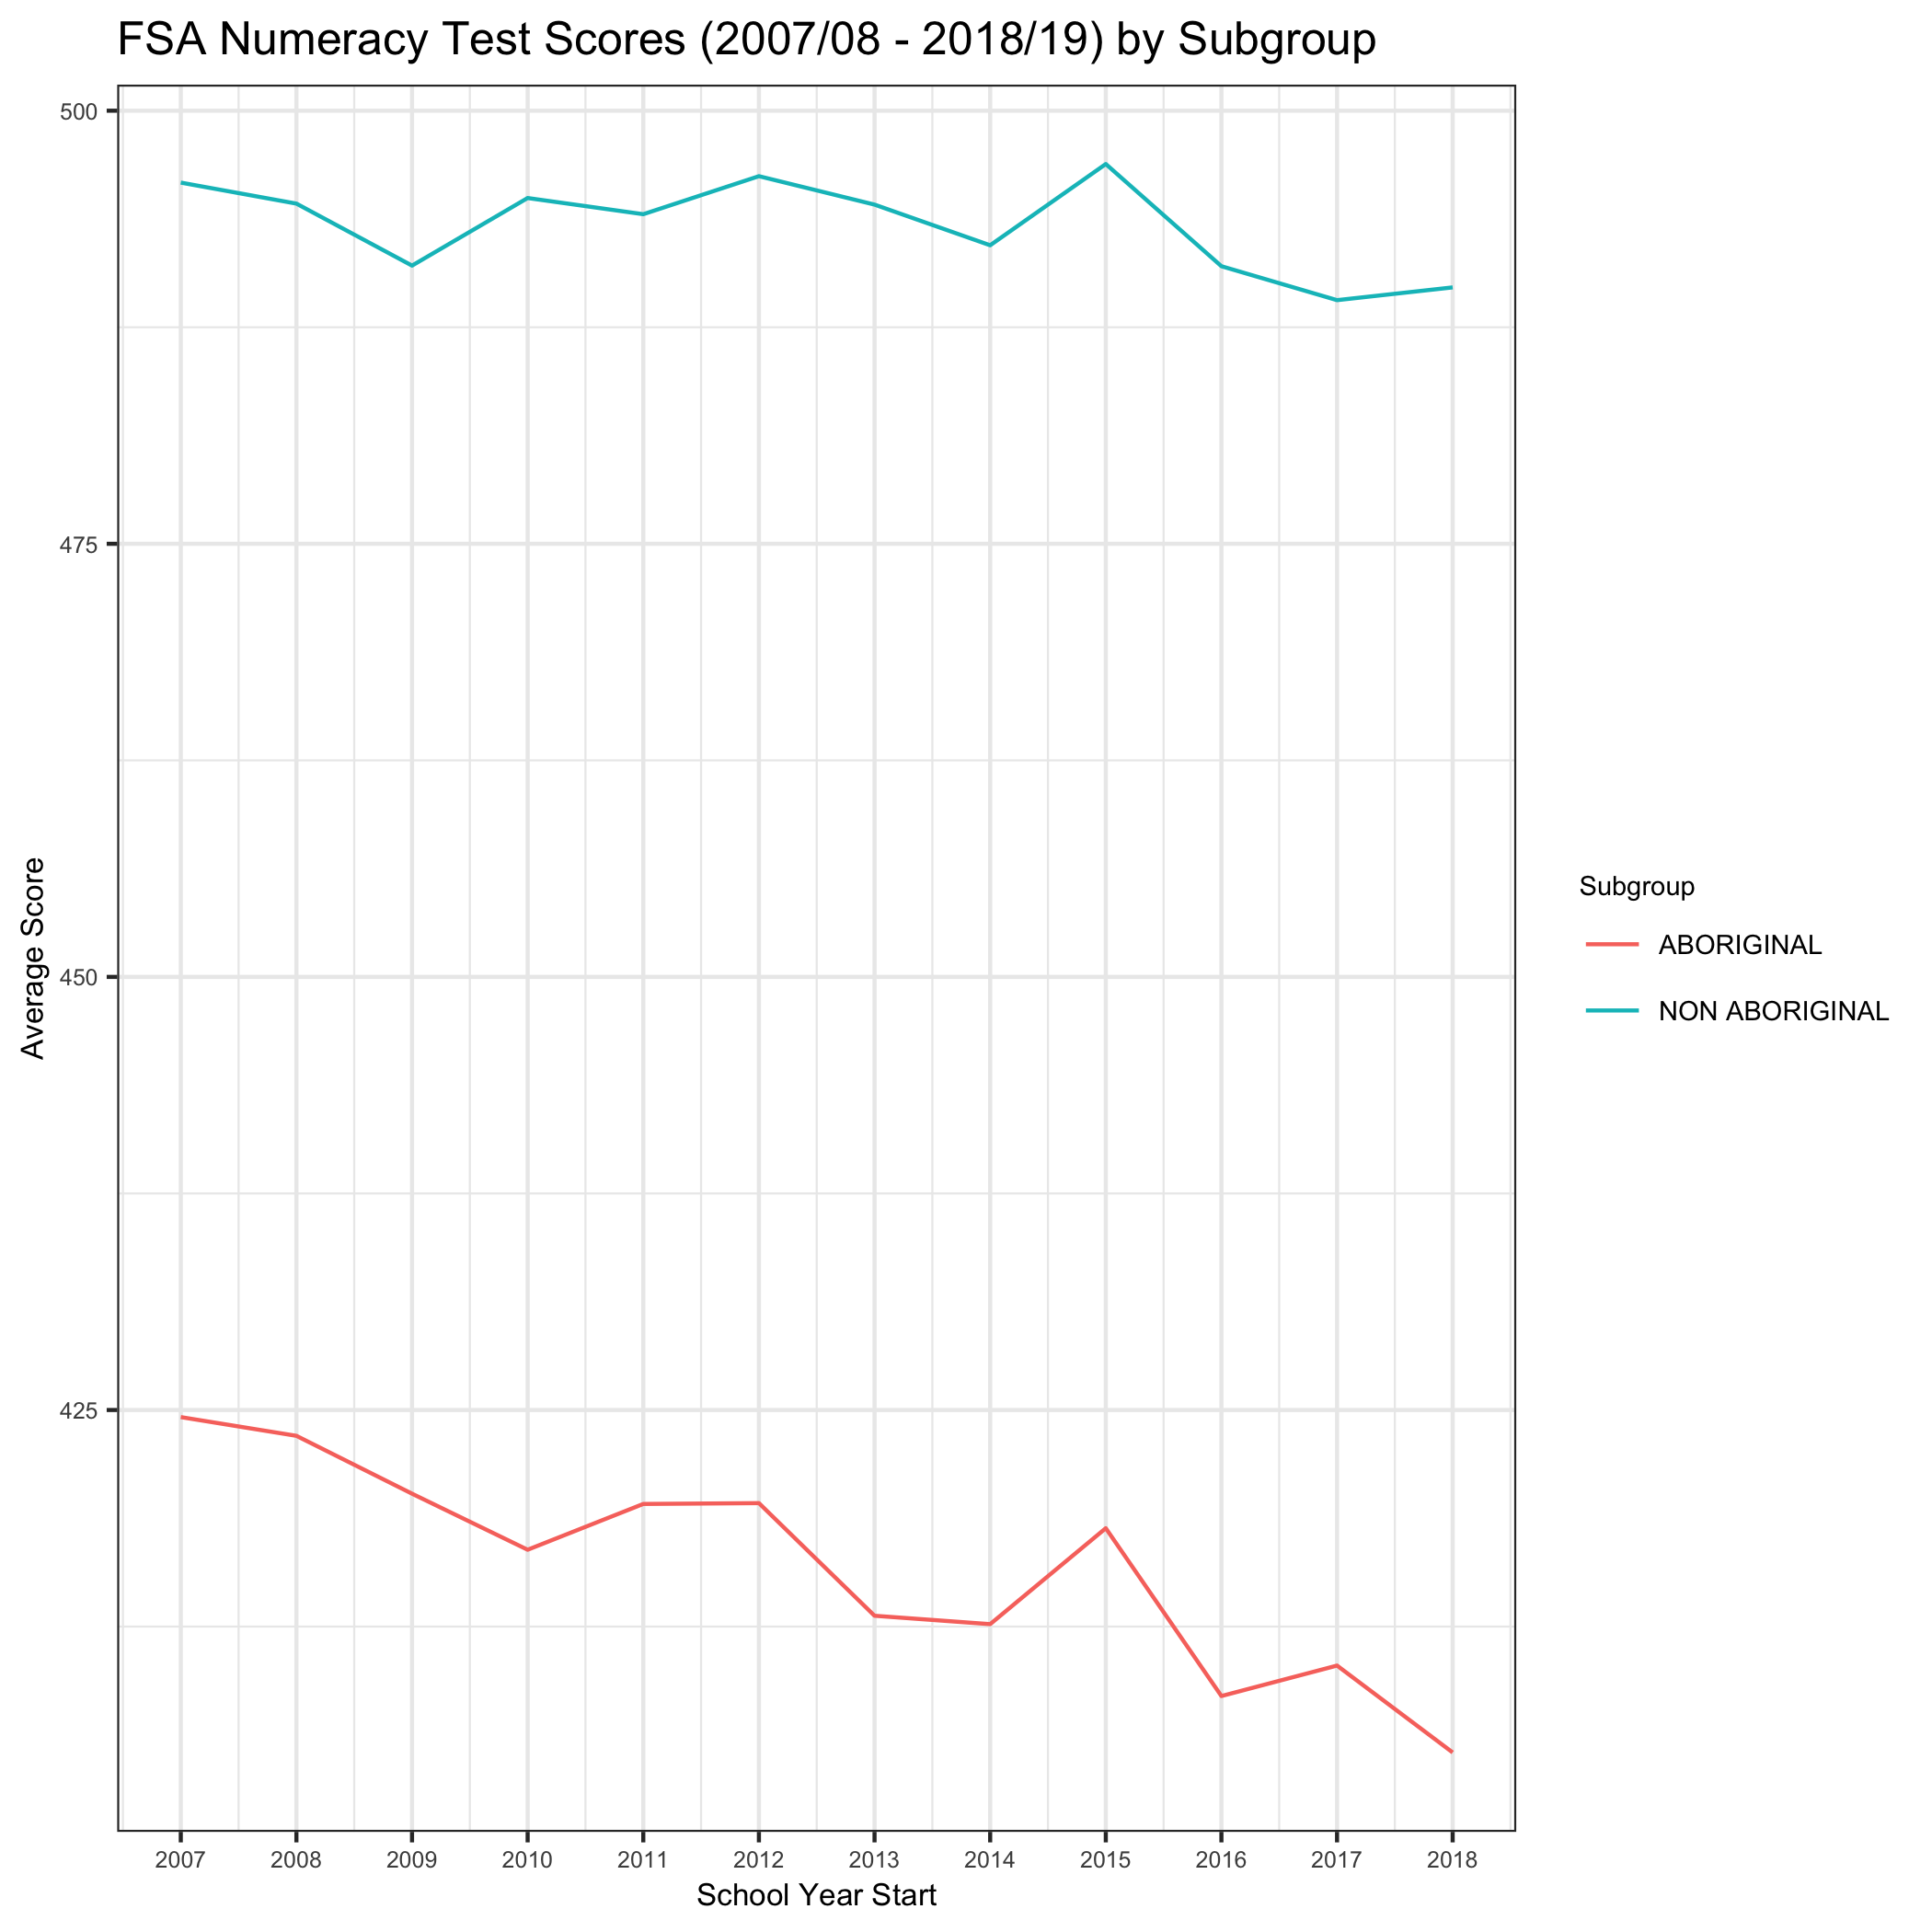 FSA Numeracy Test Scores (2007/08 - 2018/19) by Subgroup
500
475
450
425
Average Score
2007 2008 2009 2010 2011 2012 2013 2014 2015 2016 2017 2018
School Year Start
Subgroup
ABORIGINAL
NON ABORIGINAL